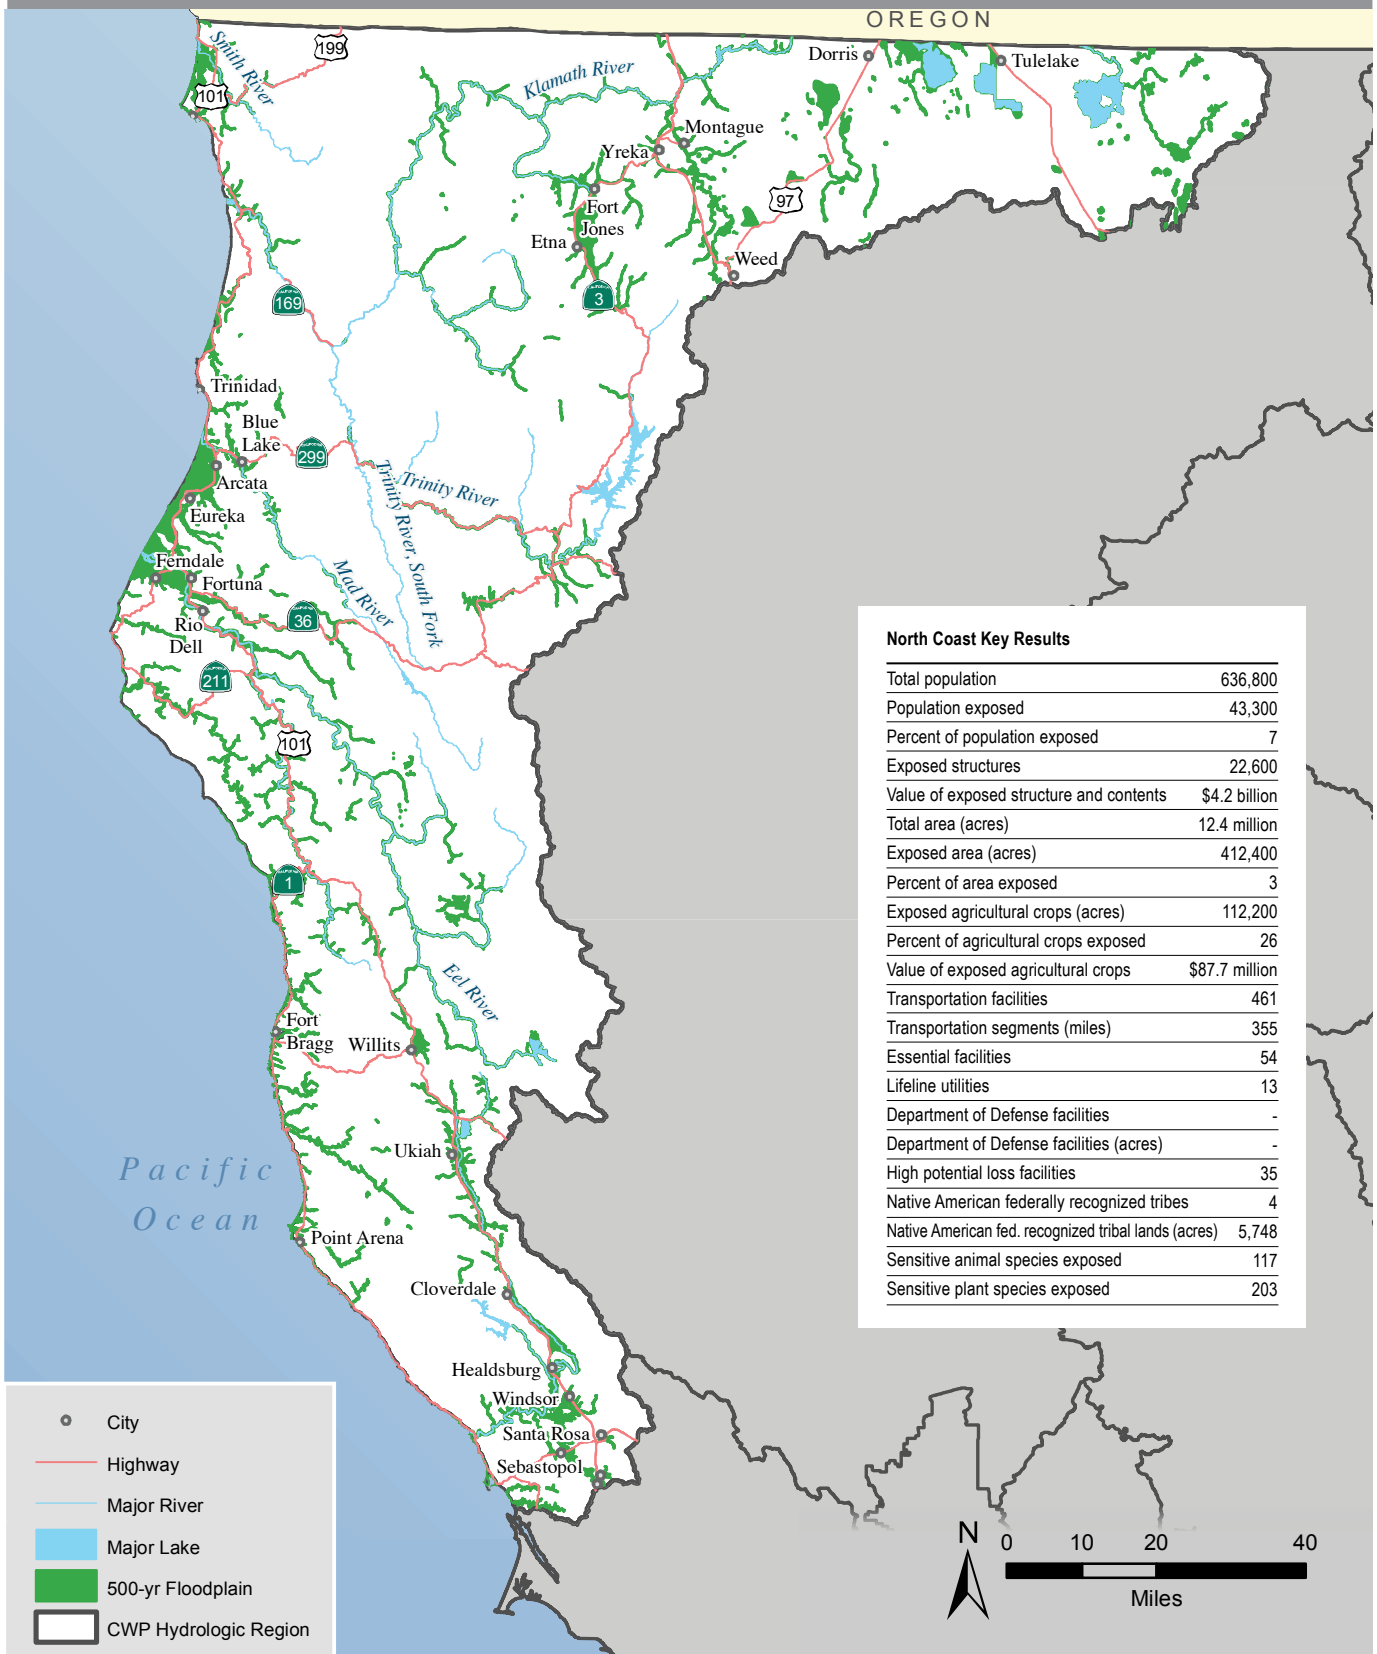 OREGON
199
Smith River
101
Klamath River
Dorris
Tulelake
Montague
Yreka
97
Fort
Jones
Etna
Weed
169
3
Trinidad
Blue
Lake
299
Arcata
Trinity River
Trinity River, South Fork
Eureka
Ferndale
Fortuna
Mad River
36
Rio
Dell
211
101
1
Eel River
Fort
Bragg
Willits
Ukiah
Pacific
Ocean
Point Arena
Cloverdale
Healdsburg
Windsor
Santa Rosa
Sebastopol
North Coast Key Results
Total population 636,800
Population exposed 43,300
Percent of population exposed 7
Exposed structures 22,600
Value of exposed structure and contents $4.2 billion
Total area (acres) 12.4 million
Exposed area (acres) 412,400
Percent of area exposed 3
Exposed agricultural crops (acres) 112,200
Percent of agricultural crops exposed 26
Value of exposed agricultural crops $87.7 million
Transportation facilities 461
Transportation segments (miles) 355
Essential facilities 54
Lifeline utilities 13
Department of Defense facilities -
Department of Defense facilities (acres) -
High potential loss facilities 35
Native American federally recognized tribes 4
Native American fed. recognized tribal lands (acres) 5,748
Sensitive animal species exposed 117
Sensitive plant species exposed 203
City
Highway
Major River
Major Lake
500-yr Floodplain
CWP Hydrologic Region
N
0 10 20 40
Miles